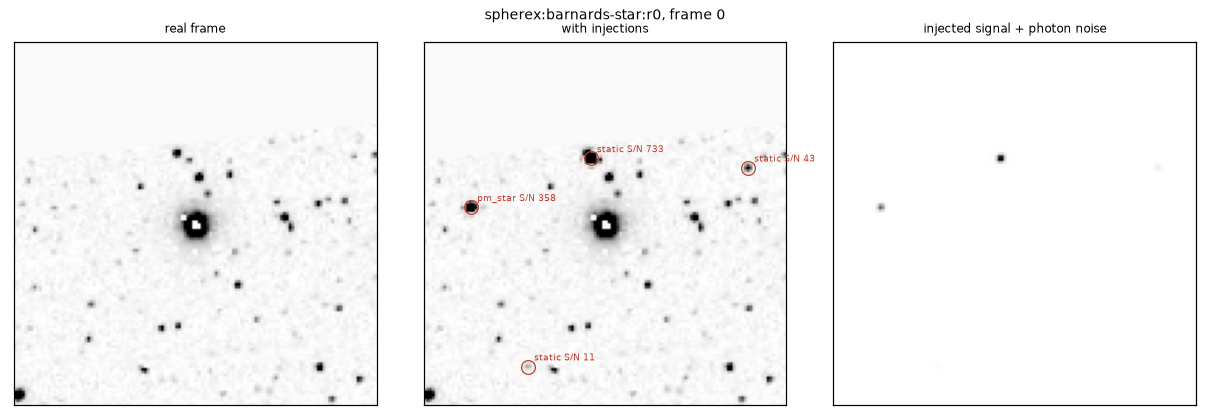 spherex:barnards-star:r0, frame 0
real frame
with injections
injected signal + photon noise
static S/N 733
static S/N 43
pm_star S/N 358
static S/N 11